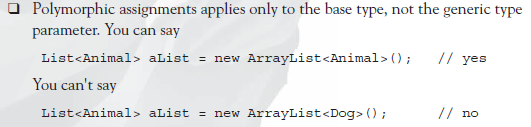 ❑ Polymorphic assignments applies only to the base type, not the generic type
parameter. You can say
List<Animal> aList = new ArrayList<Animal>(); // yes
You can't say
List<Animal> aList = new ArrayList<Dog>(); // no